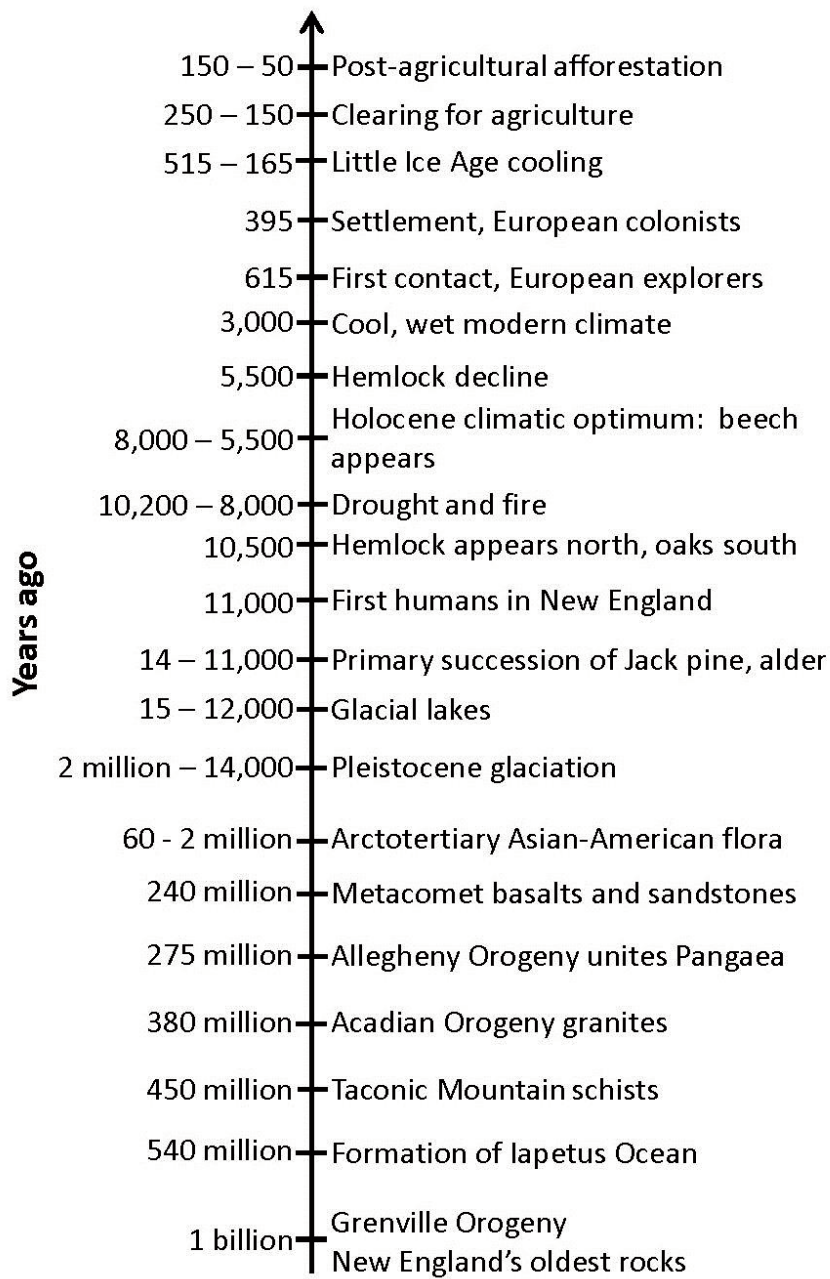 150 – 50 Post-agricultural afforestation
250 – 150 Clearing for agriculture
515 – 165 Little Ice Age cooling
395 Settlement, European colonists
615 First contact, European explorers
3,000 Cool, wet modern climate
5,500 Hemlock decline
8,000 – 5,500 Holocene climatic optimum: beech
appears
10,200 – 8,000 Drought and fire
10,500 Hemlock appears north, oaks south
11,000 First humans in New England
14 – 11,000 Primary succession of Jack pine, alder
15 – 12,000 Glacial lakes
2 million – 14,000 Pleistocene glaciation
60 - 2 million Arctotertiary Asian-American flora
240 million Metacomet basalts and sandstones
275 million Allegheny Orogeny unites Pangaea
380 million Acadian Orogeny granites
450 million Taconic Mountain schists
540 million Formation of Iapetus Ocean
1 billion Grenville Orogeny
New England’s oldest rocks
Years ago